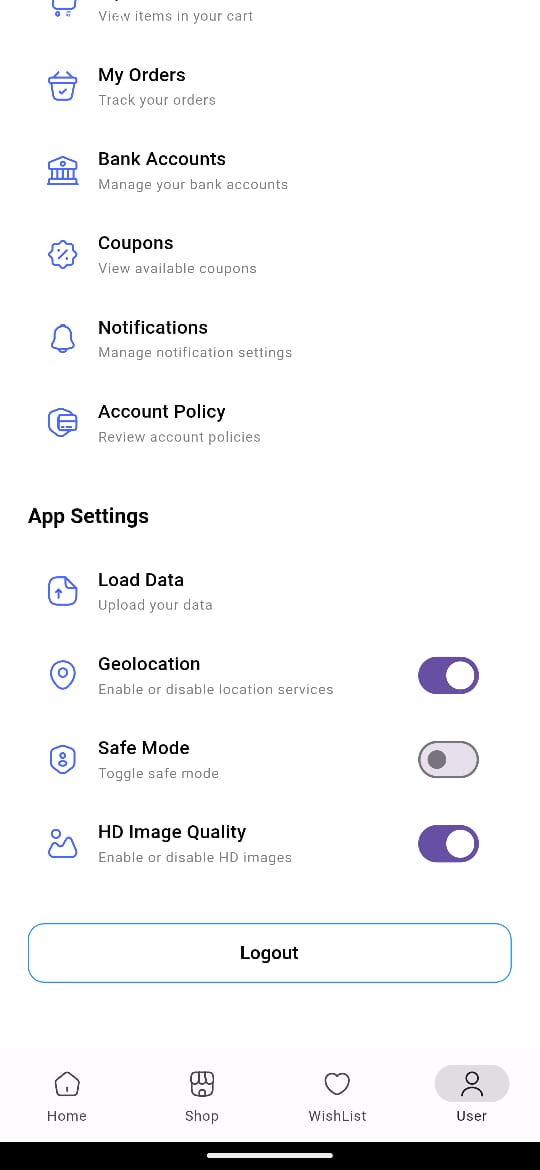 View items in your cart
My Orders
Track your orders
Bank Accounts
Manage your bank accounts
Coupons
View available coupons
Notifications
Manage notification settings
Account Policy
Review account policies
App Settings
Load Data
Upload your data
Geolocation
Enable or disable location services
Safe Mode
Toggle safe mode
HD Image Quality
Enable or disable HD images
Logout
Home
Shop
WishList
User